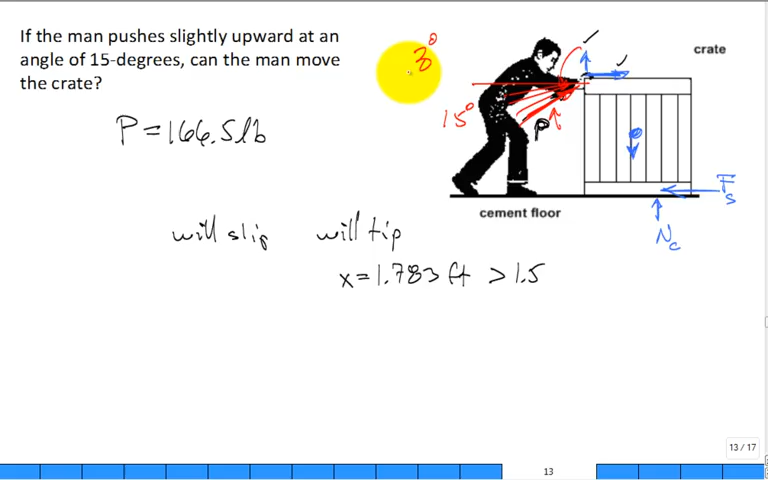 If the man pushes slightly upward at an
angle of 15-degrees, can the man move
the crate?
3°
crate
15°
P
P = 166.5 lb
Fs
Nc
cement floor
will slip will tip
x = 1.783 ft > 1.5
13 / 17
13